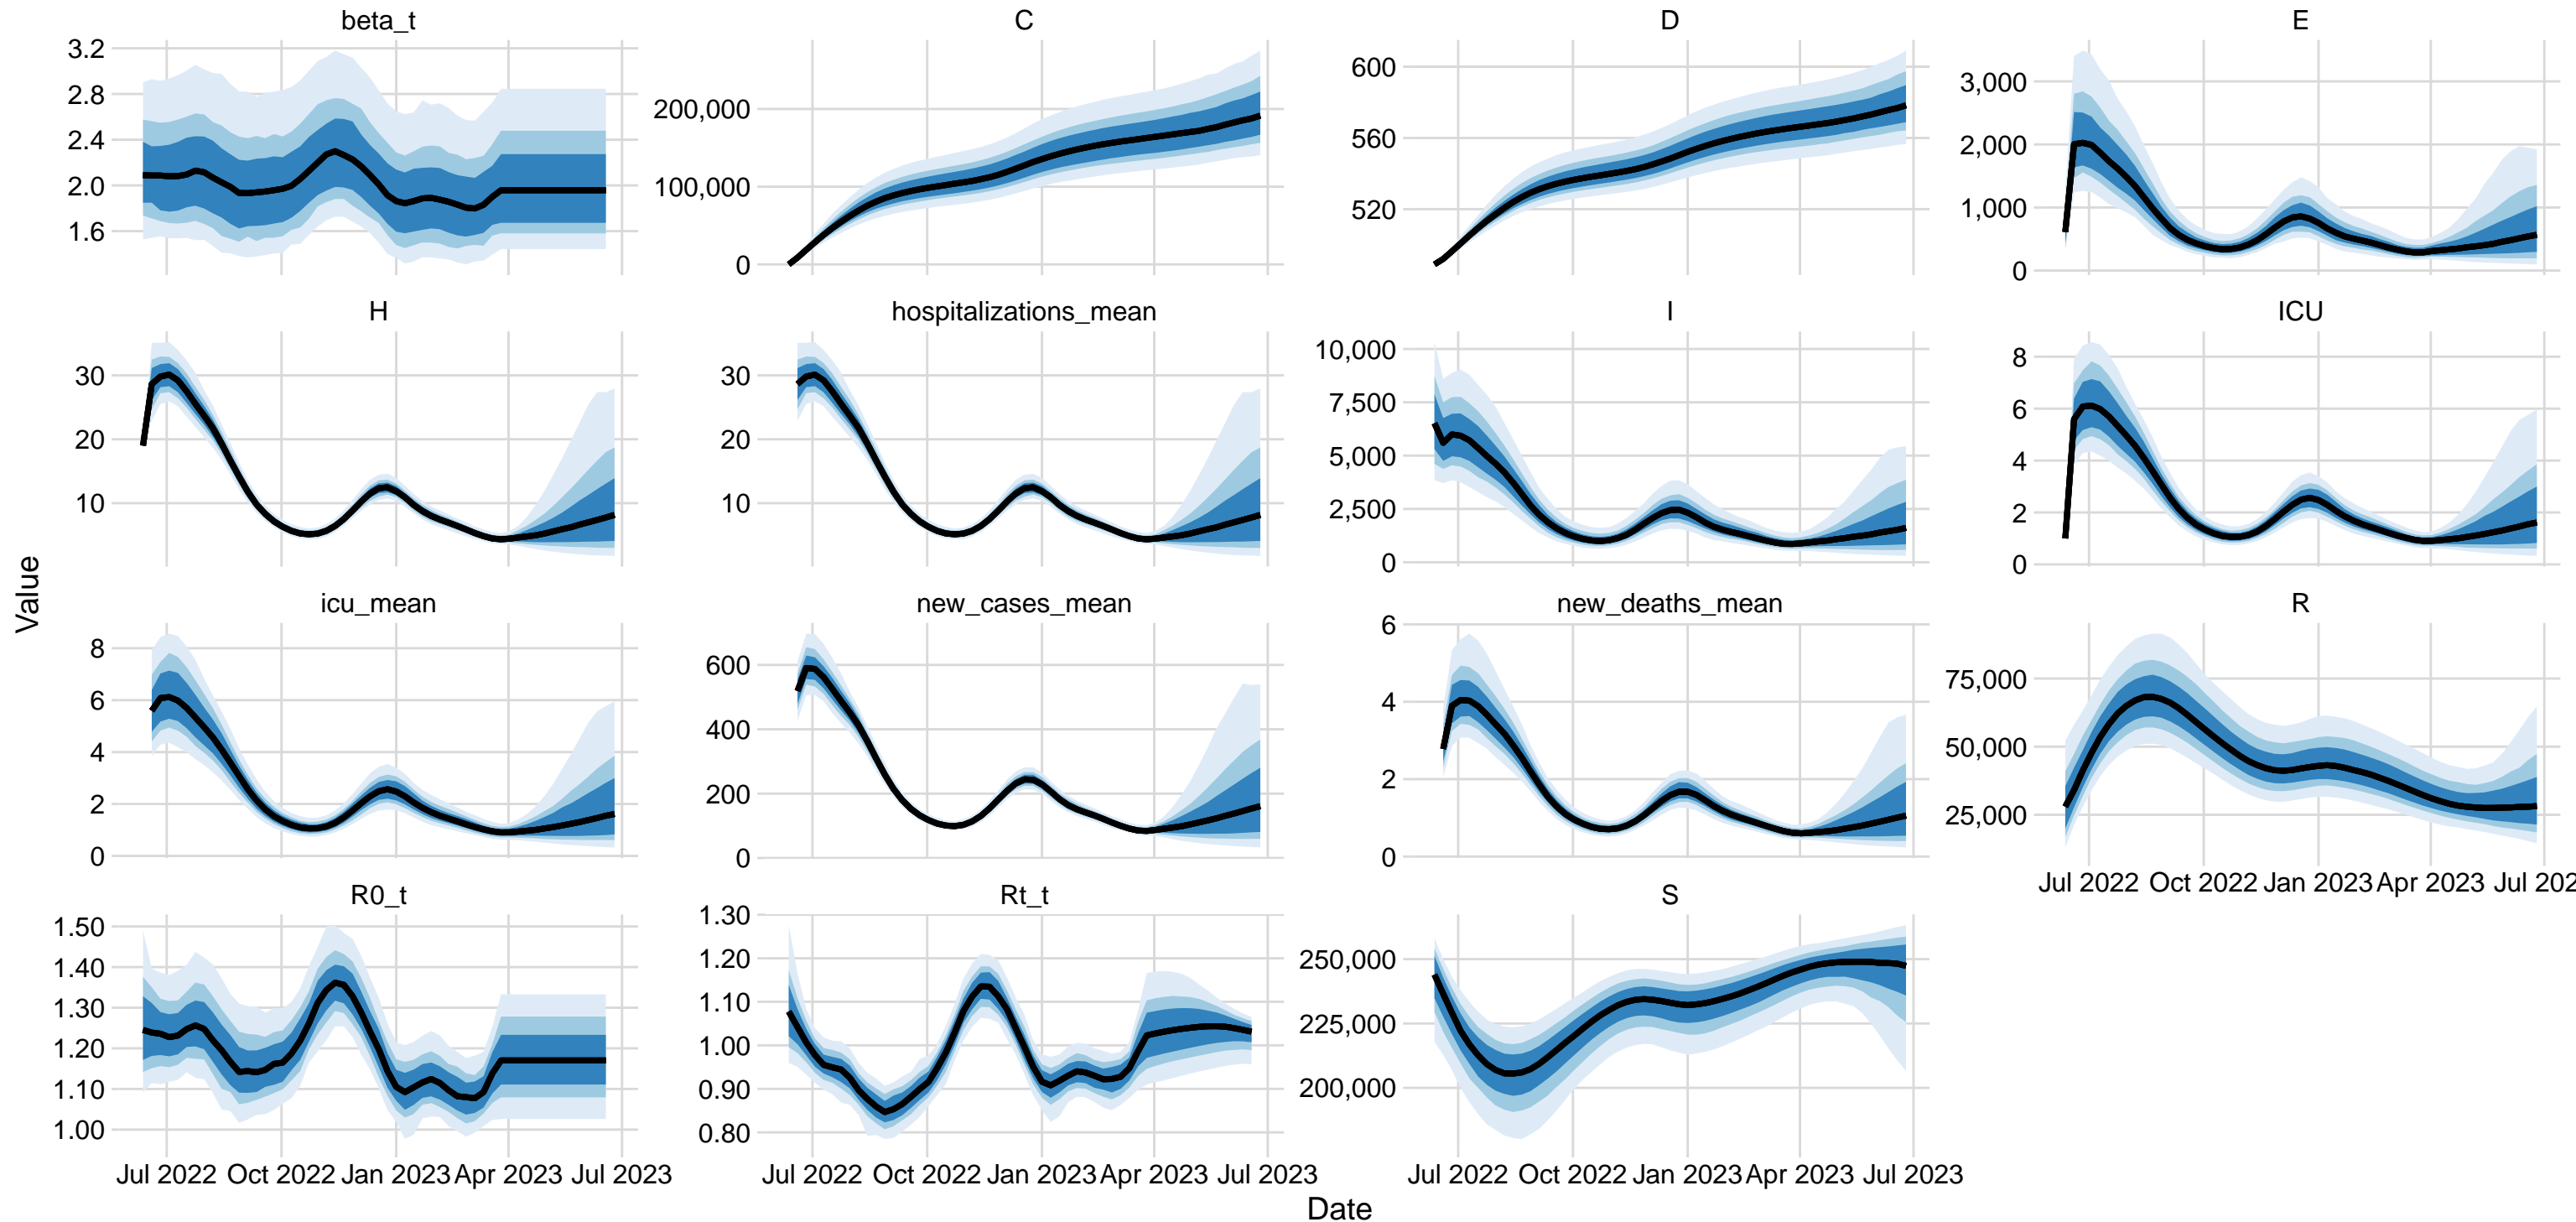 beta_t
C
D
E
3.2
2.8
2.4
2.0
1.6
200,000
100,000
0
600
560
520
3,000
2,000
1,000
0
H
hospitalizations_mean
I
ICU
30
20
10
30
20
10
10,000
7,500
5,000
2,500
0
8
6
4
2
0
Value
icu_mean
new_cases_mean
new_deaths_mean
R
8
6
4
2
0
600
400
200
0
6
4
2
0
75,000
50,000
25,000
Jul 2022 Oct 2022 Jan 2023 Apr 2023 Jul 202
R0_t
Rt_t
S
1.50
1.40
1.30
1.20
1.10
1.00
1.30
1.20
1.10
1.00
0.90
0.80
250,000
225,000
200,000
Jul 2022 Oct 2022 Jan 2023 Apr 2023 Jul 2023
Jul 2022 Oct 2022 Jan 2023 Apr 2023 Jul 2023
Jul 2022 Oct 2022 Jan 2023 Apr 2023 Jul 2023
Date